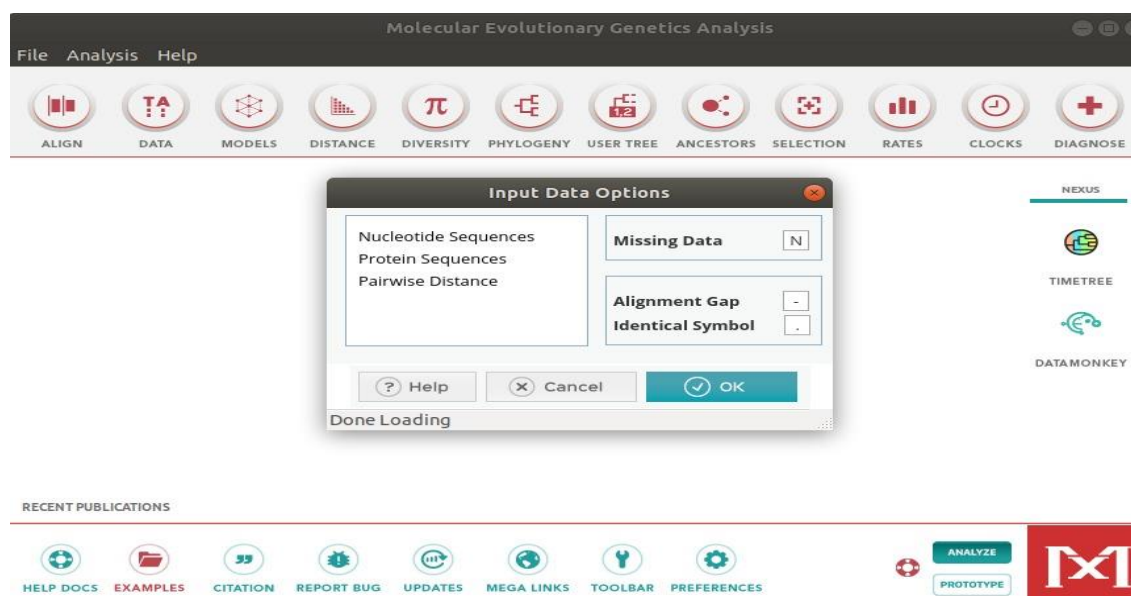 Molecular Evolutionary Genetics Analysis
File Analysis Help
TA
π
1,2
ALIGN DATA MODELS DISTANCE DIVERSITY PHYLOGENY USER TREE ANCESTORS SELECTION RATES CLOCKS DIAGNOSE
Input Data Options
NEXUS
Nucleotide Sequences
Protein Sequences
Pairwise Distance
Missing Data N
Alignment Gap -
Identical Symbol .
TIMETREE
DATAMONKEY
? Help Cancel OK
Done Loading
RECENT PUBLICATIONS
HELP DOCS EXAMPLES CITATION REPORT BUG UPDATES MEGA LINKS TOOLBAR PREFERENCES
ANALYZE
PROTOTYPE
M